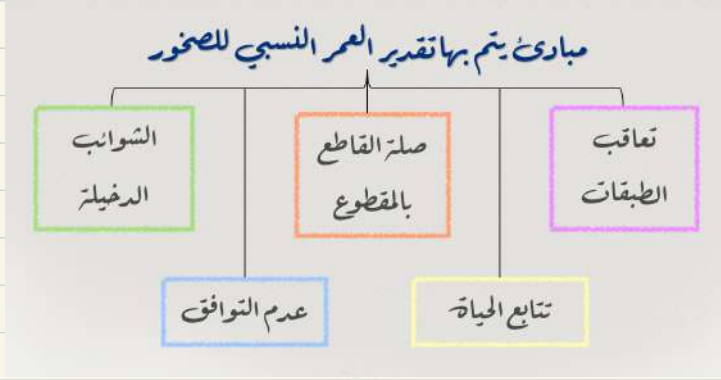 مبادئ يتم بها تقدير العمر النسبي للصخور
تعاقب
الطبقات
صلة القاطع
بالمقطوع
الشوائب
الدخيلة
تتابع الحياة
عدم التوافق